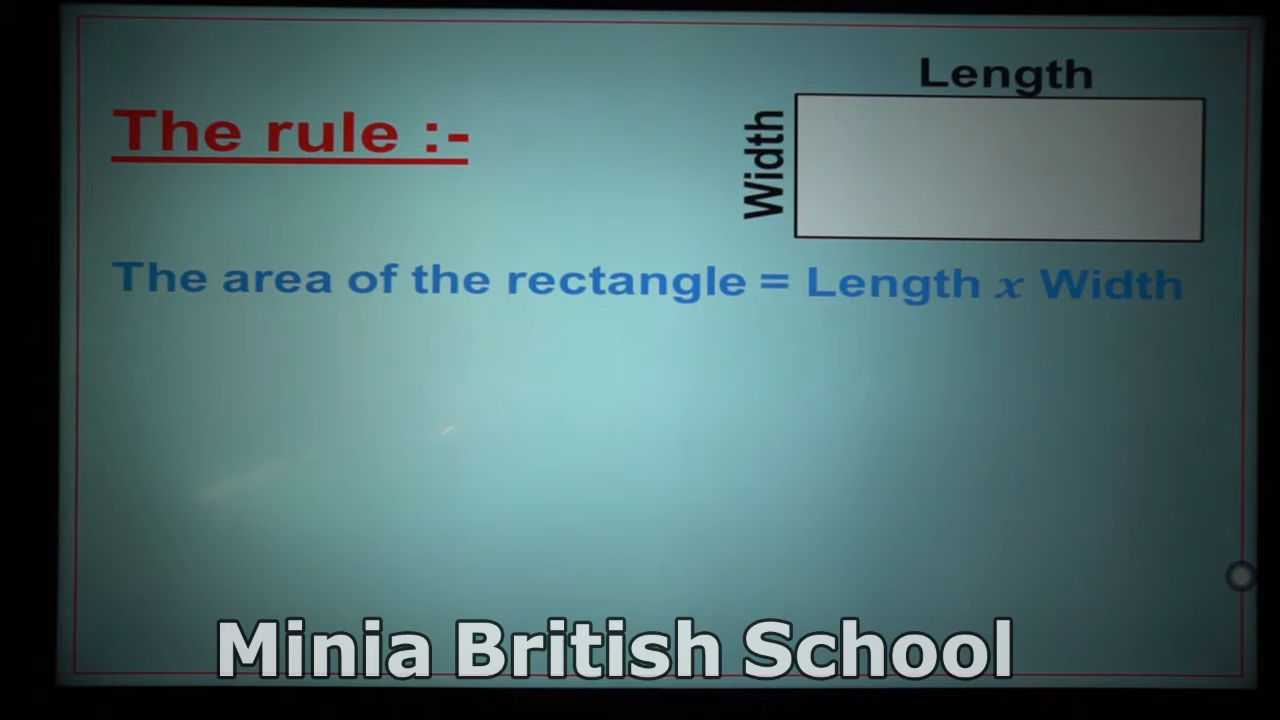 Length
The rule :-
Width
The area of the rectangle = Length x Width
Minia British School